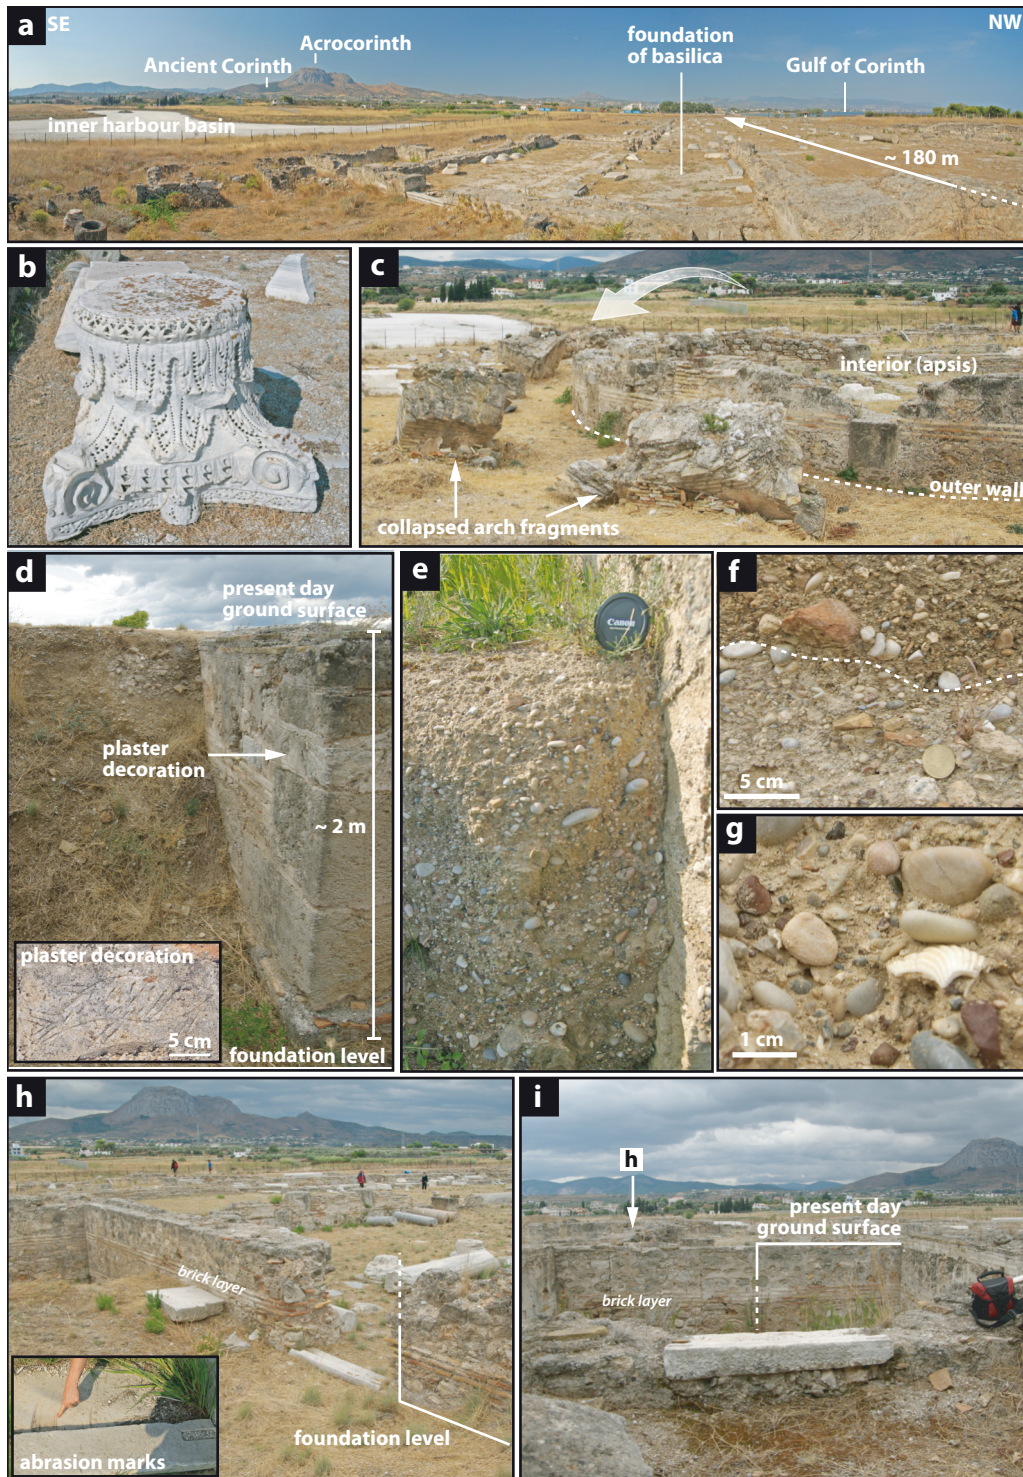 a
SE
NW
Acrocorinth
Ancient Corinth
foundation
of basilica
Gulf of Corinth
inner harbour basin
~ 180 m
b
c
interior (apsis)
outer wall
collapsed arch fragments
d
present day
ground surface
plaster
decoration
~ 2 m
plaster decoration
5 cm
foundation level
e
Canon
f
5 cm
g
1 cm
h
brick layer
foundation level
abrasion marks
i
h
present day
ground surface
brick layer